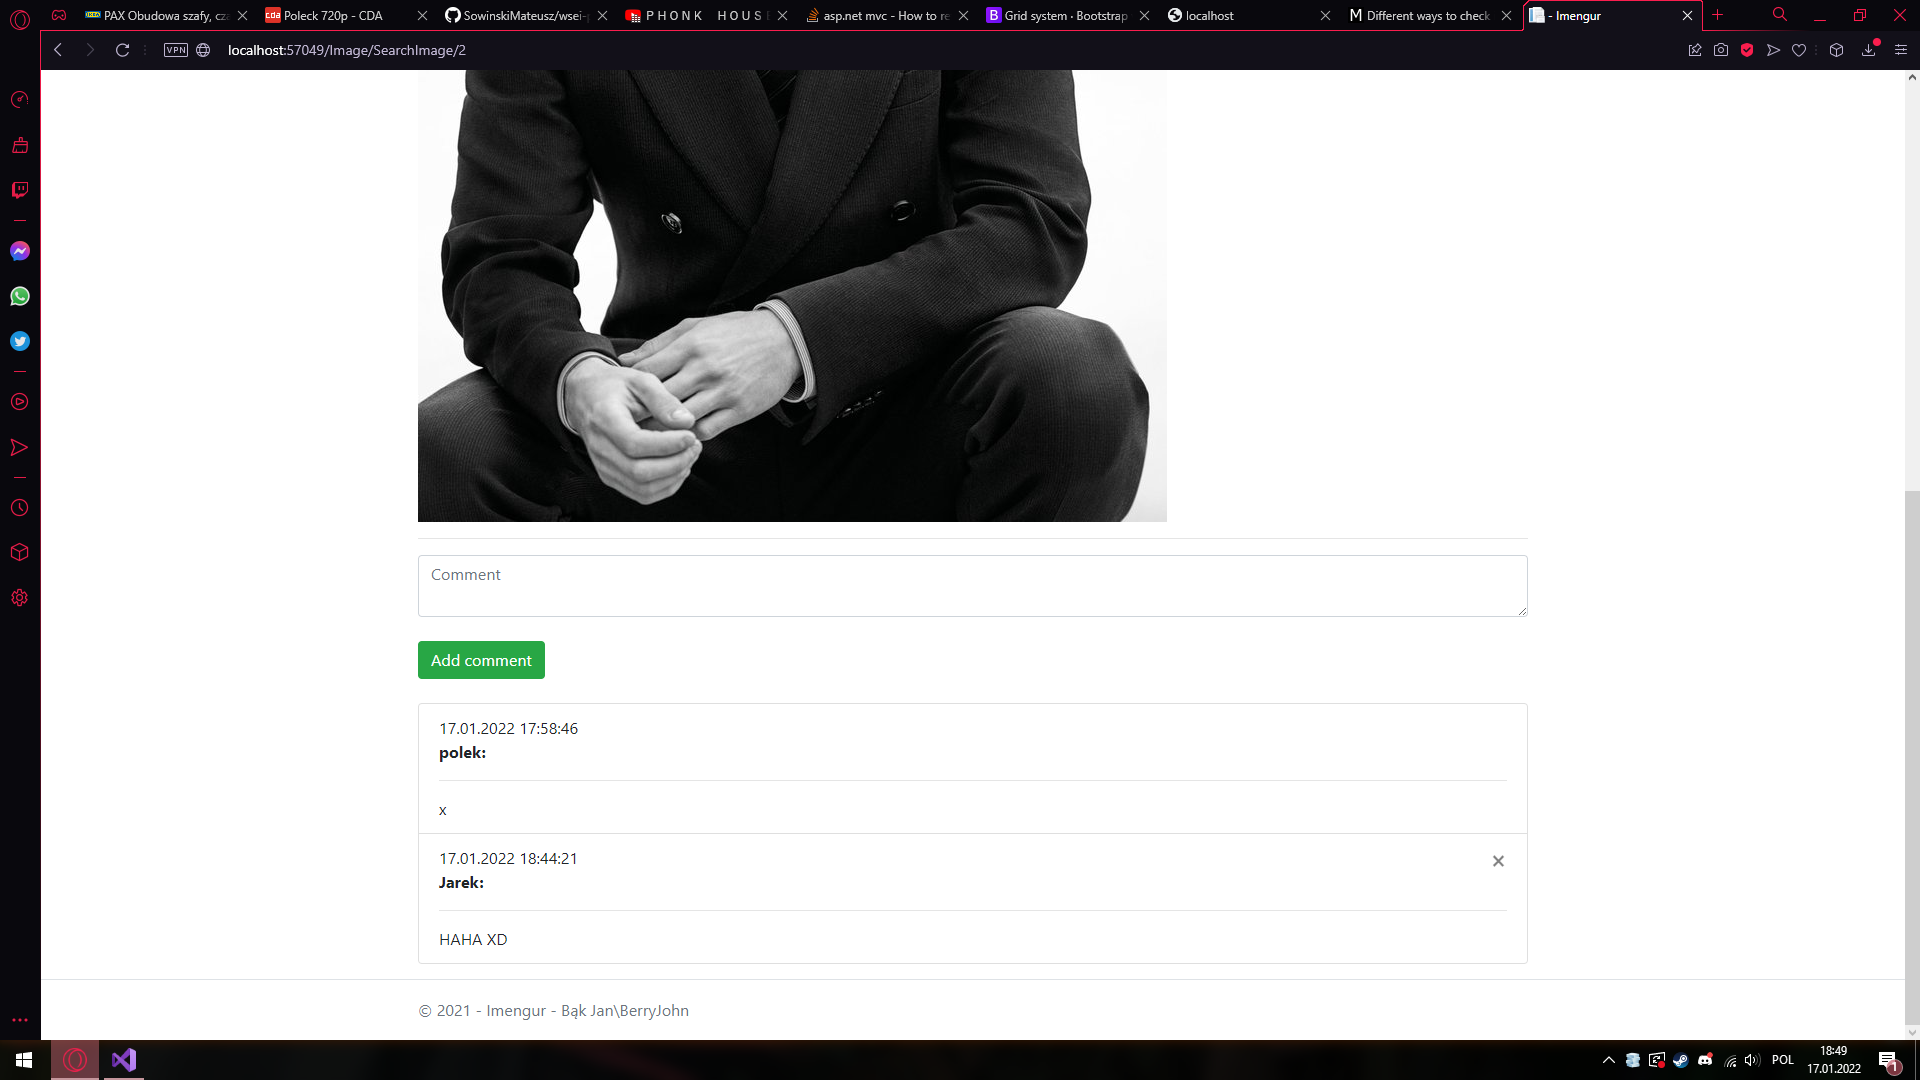 PAX Obudowa szafy, cza
Poleck 720p - CDA
SowinskiMateusz/wsei-p
P H O N K H O U S E
asp.net mvc - How to re
Grid system · Bootstrap
localhost
M Different ways to check
- Imengur
VPN
localhost:57049/Image/SearchImage/2
Comment
Add comment
17.01.2022 17:58:46
polek:
x
17.01.2022 18:44:21
×
Jarek:
HAHA XD
© 2021 - Imengur - Bąk Jan\BerryJohn
POL
18:49
17.01.2022
1